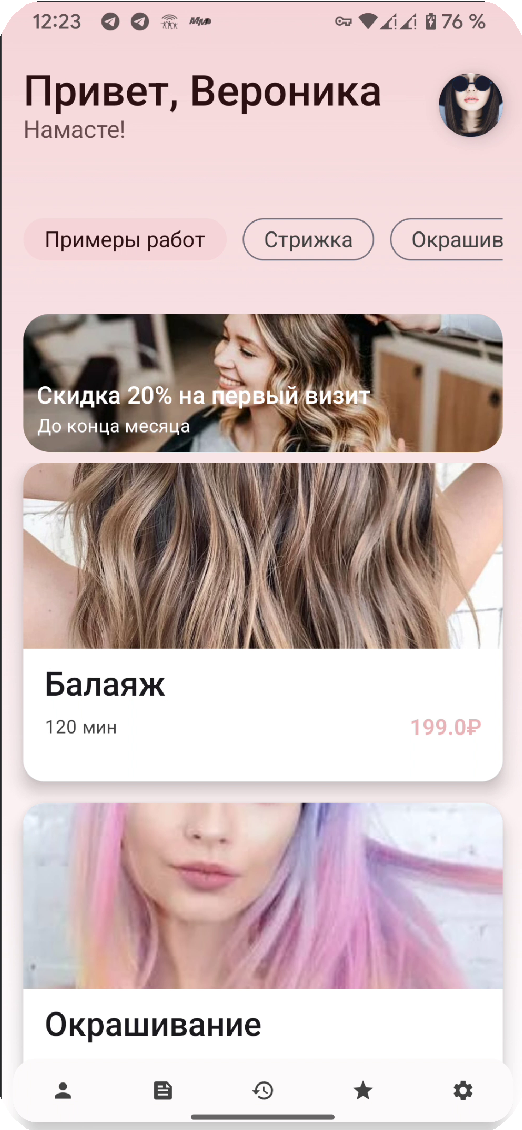 12:23 76 %
Привет, Вероника
Намасте!
Примеры работ Стрижка Окрашив
Скидка 20% на первый визит
До конца месяца
Балаяж
120 мин 199.0₽
Окрашивание